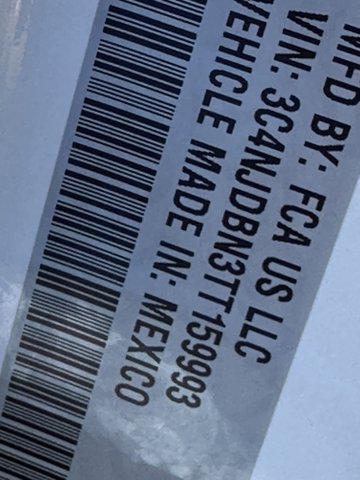 MFD BY: FCA US LLC
VIN: 3C4NJDBN3TT159993
VEHICLE MADE IN: MEXICO